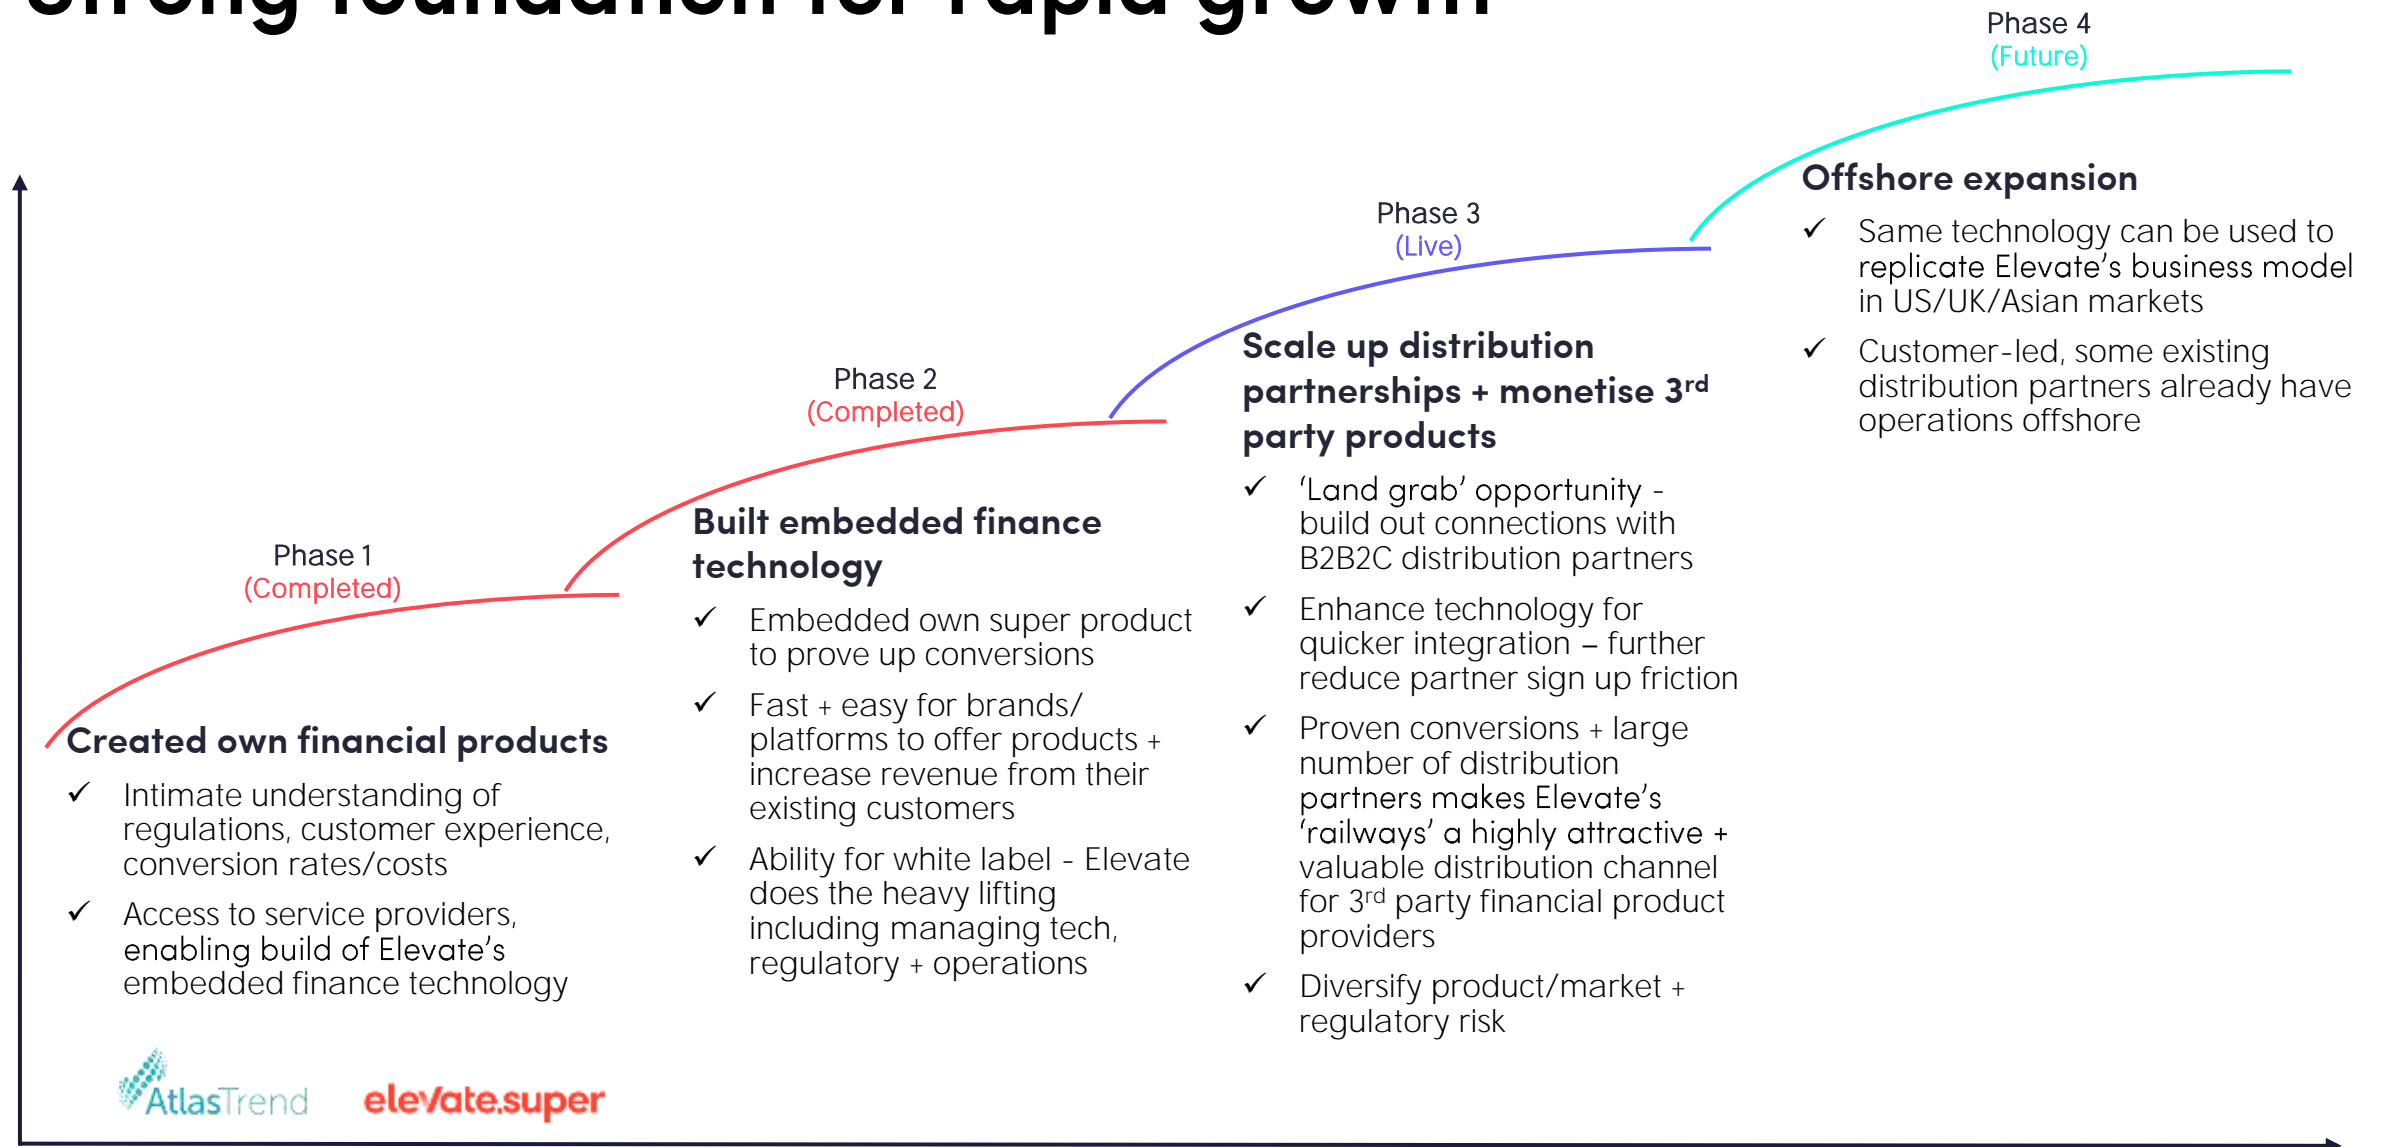 Strong foundation for rapid growth
Phase 1
(Completed)
Created own financial products
✓ Intimate understanding of
regulations, customer experience,
conversion rates/costs
✓ Access to service providers,
enabling build of Elevate’s
embedded finance technology
AtlasTrend
elevate.super
Phase 2
(Completed)
Built embedded finance
technology
✓ Embedded own super product
to prove up conversions
✓ Fast + easy for brands/
platforms to offer products +
increase revenue from their
existing customers
✓ Ability for white label - Elevate
does the heavy lifting
including managing tech,
regulatory + operations
Phase 3
(Live)
Scale up distribution
partnerships + monetise 3rd
party products
✓ ‘Land grab’ opportunity -
build out connections with
B2B2C distribution partners
✓ Enhance technology for
quicker integration – further
reduce partner sign up friction
✓ Proven conversions + large
number of distribution
partners makes Elevate’s
‘railways’ a highly attractive +
valuable distribution channel
for 3rd party financial product
providers
✓ Diversify product/market +
regulatory risk
Phase 4
(Future)
Offshore expansion
✓ Same technology can be used to
replicate Elevate’s business model
in US/UK/Asian markets
✓ Customer-led, some existing
distribution partners already have
operations offshore